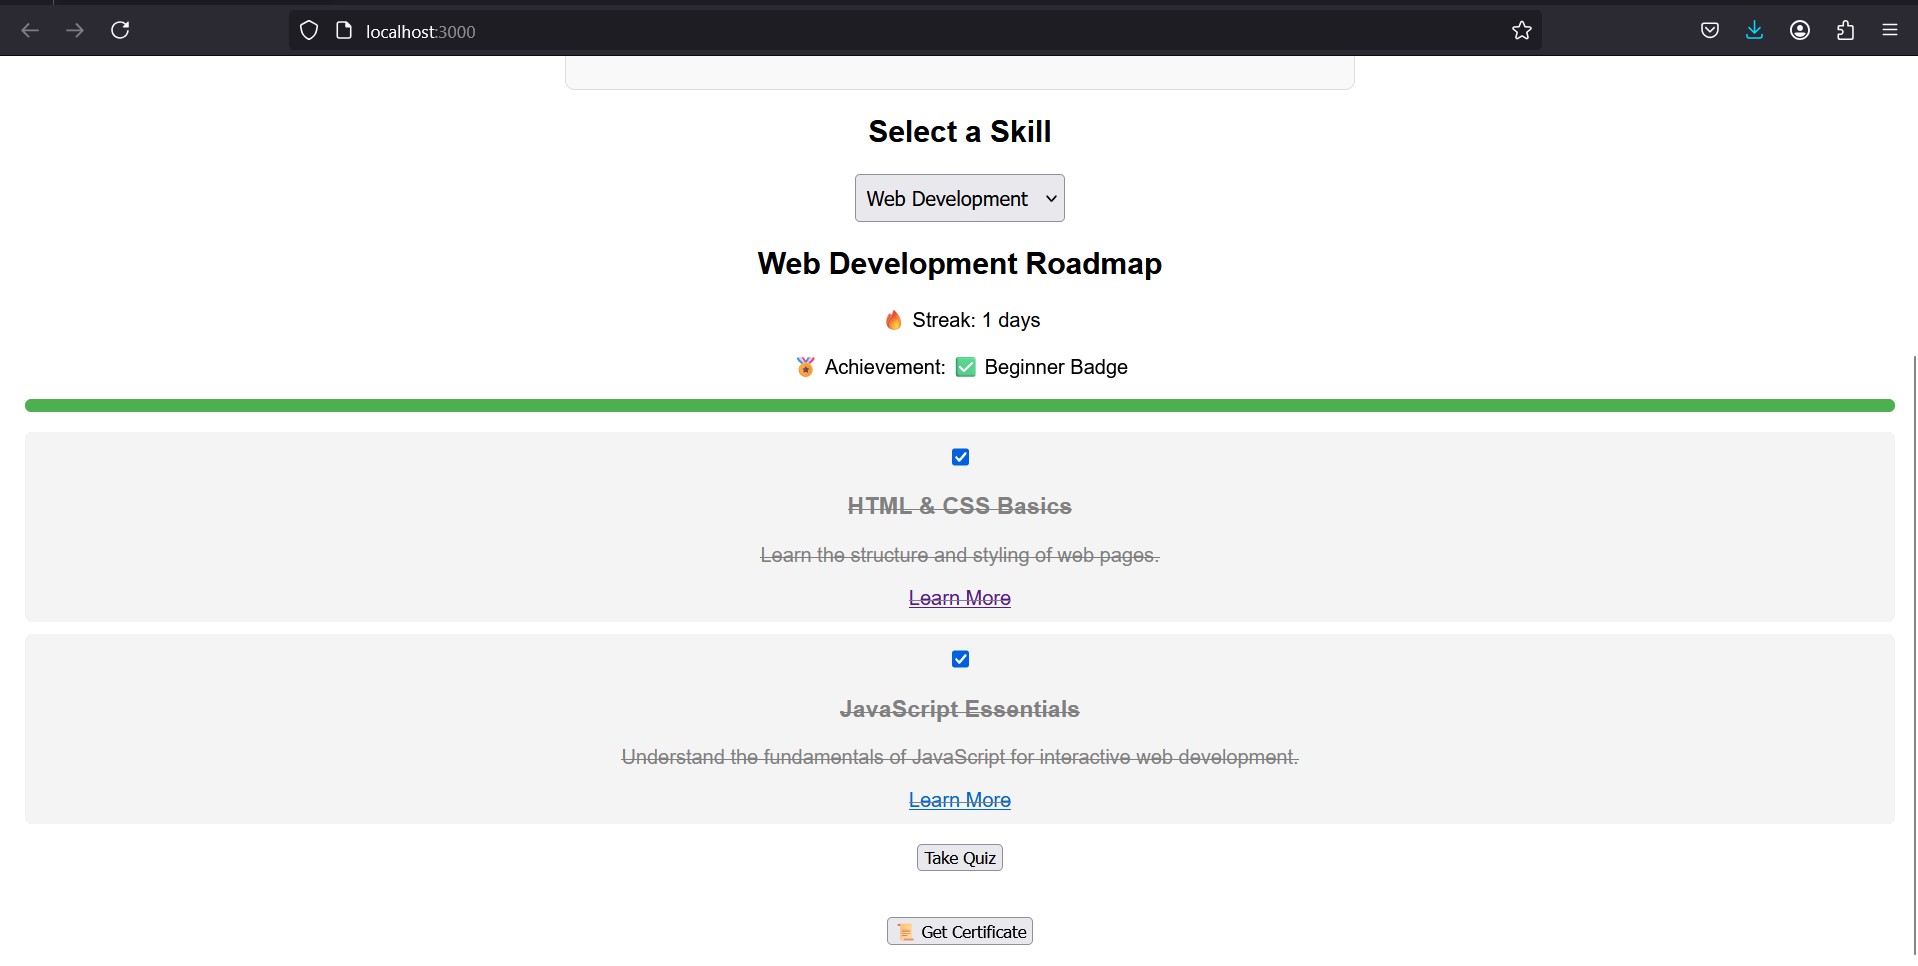 localhost:3000
Select a Skill
Web Development
Web Development Roadmap
🔥 Streak: 1 days
🏅 Achievement: ✅ Beginner Badge
HTML & CSS Basics
Learn the structure and styling of web pages.
Learn More
JavaScript Essentials
Understand the fundamentals of JavaScript for interactive web development.
Learn More
Take Quiz
📜 Get Certificate